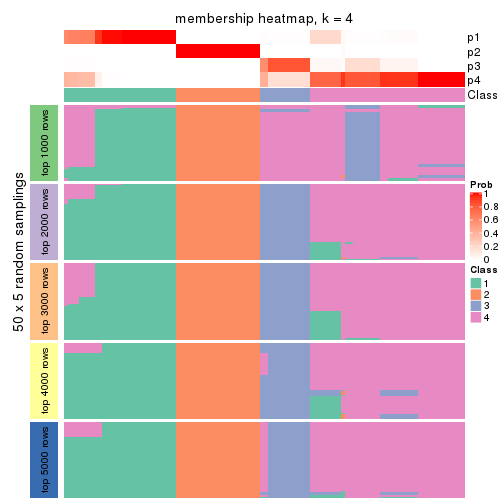 membership heatmap, k = 4
p1
p2
p3
p4
Class
50 x 5 random samplings
top 1000 rows
top 2000 rows
top 3000 rows
top 4000 rows
top 5000 rows
Prob
1
0.8
0.6
0.4
0.2
0
Class
1
2
3
4